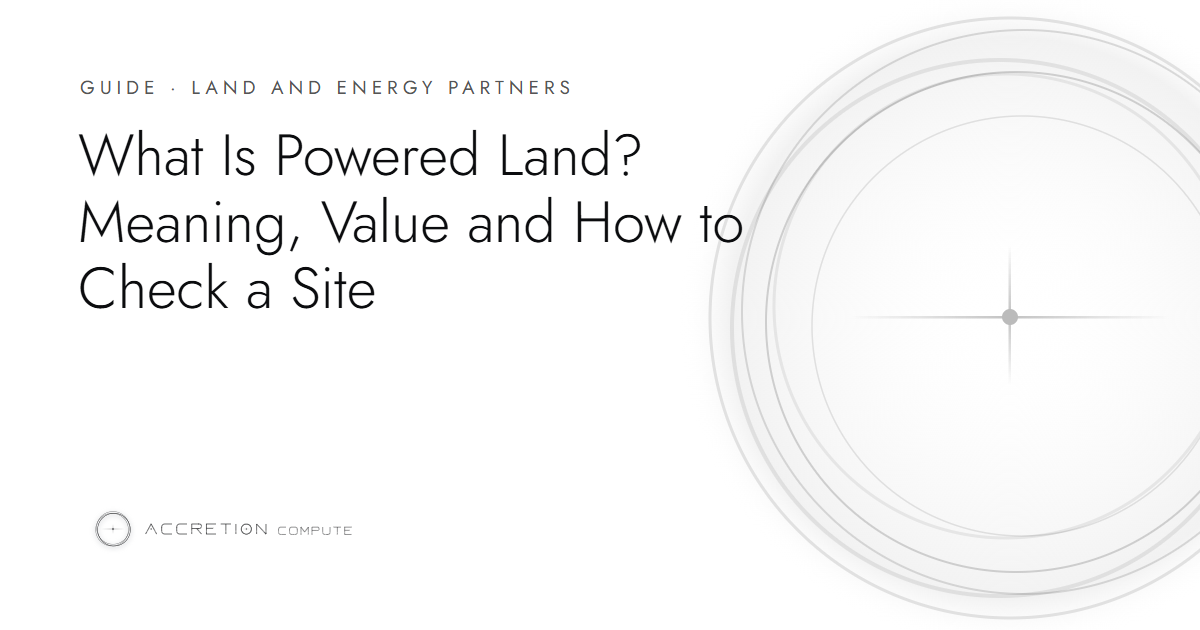 GUIDE · LAND AND ENERGY PARTNERS
What Is Powered Land?
Meaning, Value and How to
Check a Site
ACCRETION COMPUTE